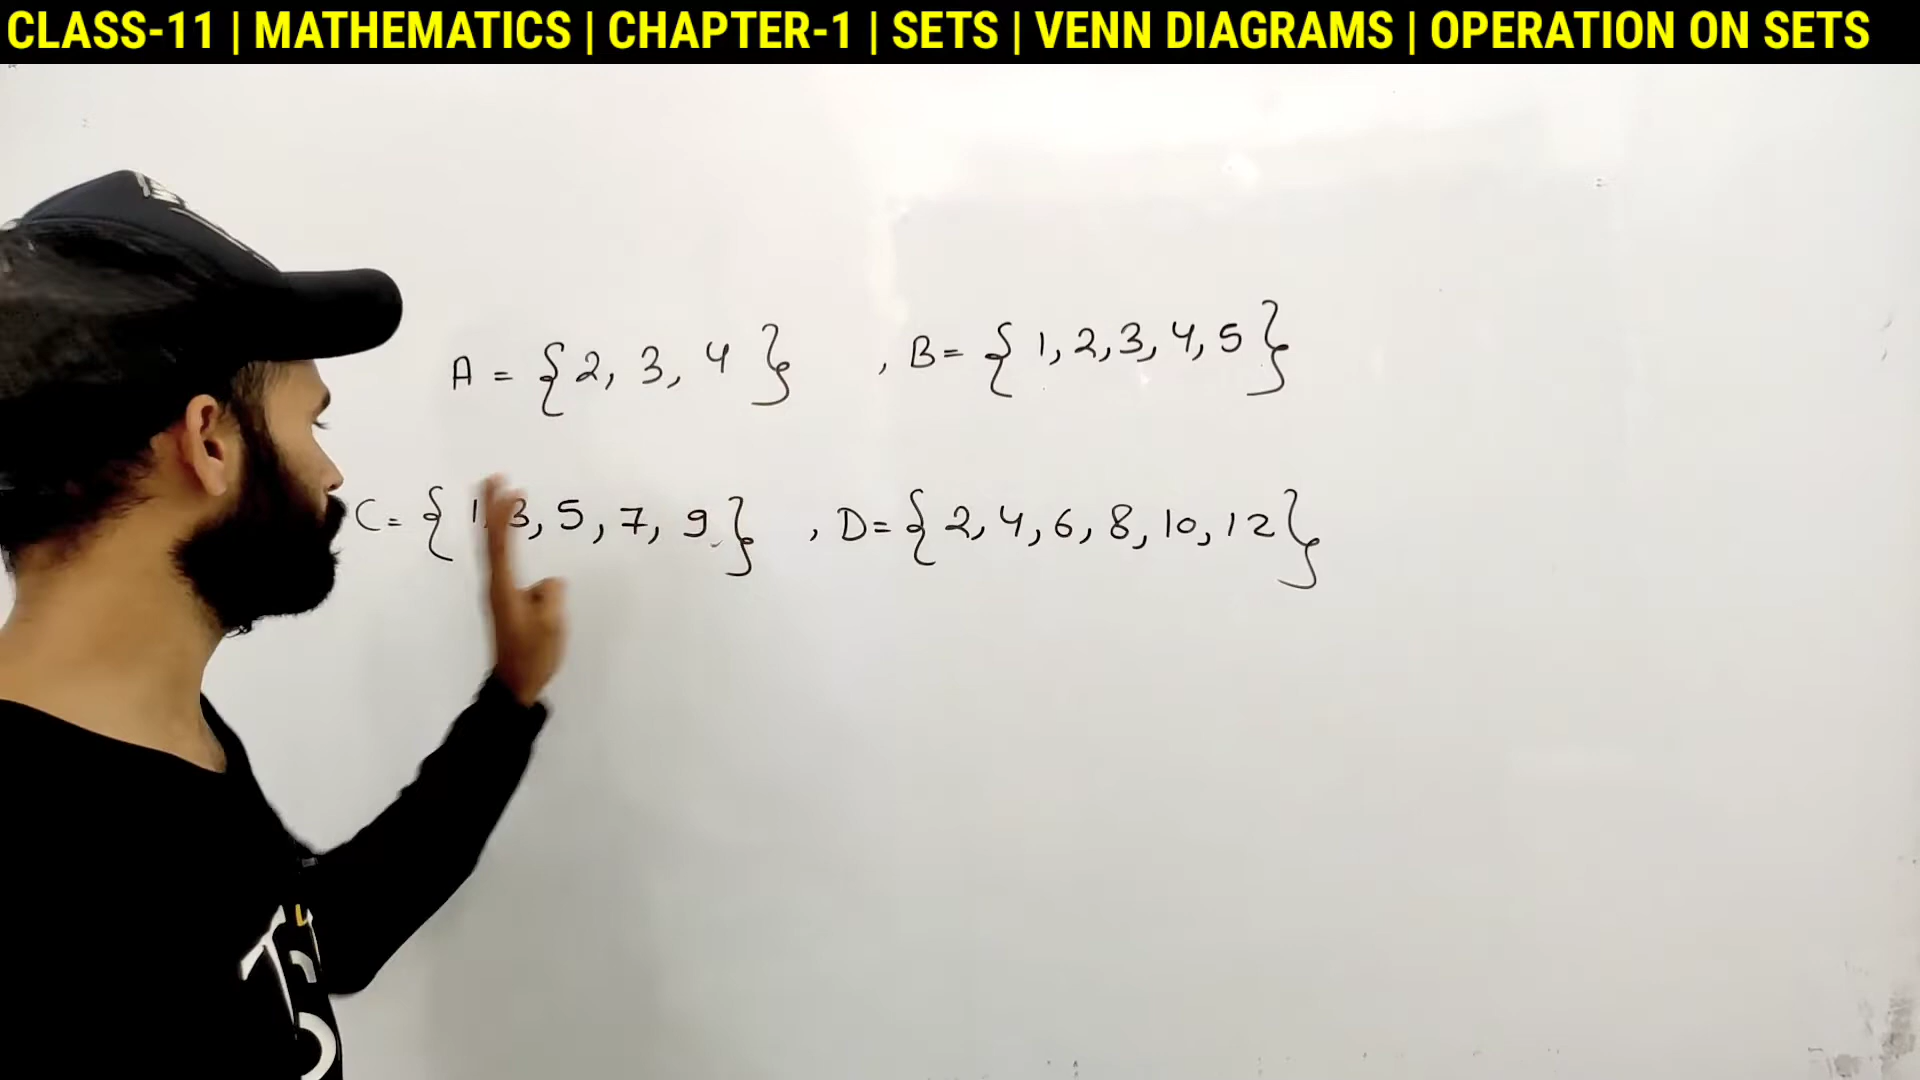 CLASS-11 | MATHEMATICS | CHAPTER-1 | SETS | VENN DIAGRAMS | OPERATION ON SETS
A = {2, 3, 4} , B = {1, 2, 3, 4, 5}
C = {1, 3, 5, 7, 9} , D = {2, 4, 6, 8, 10, 12}